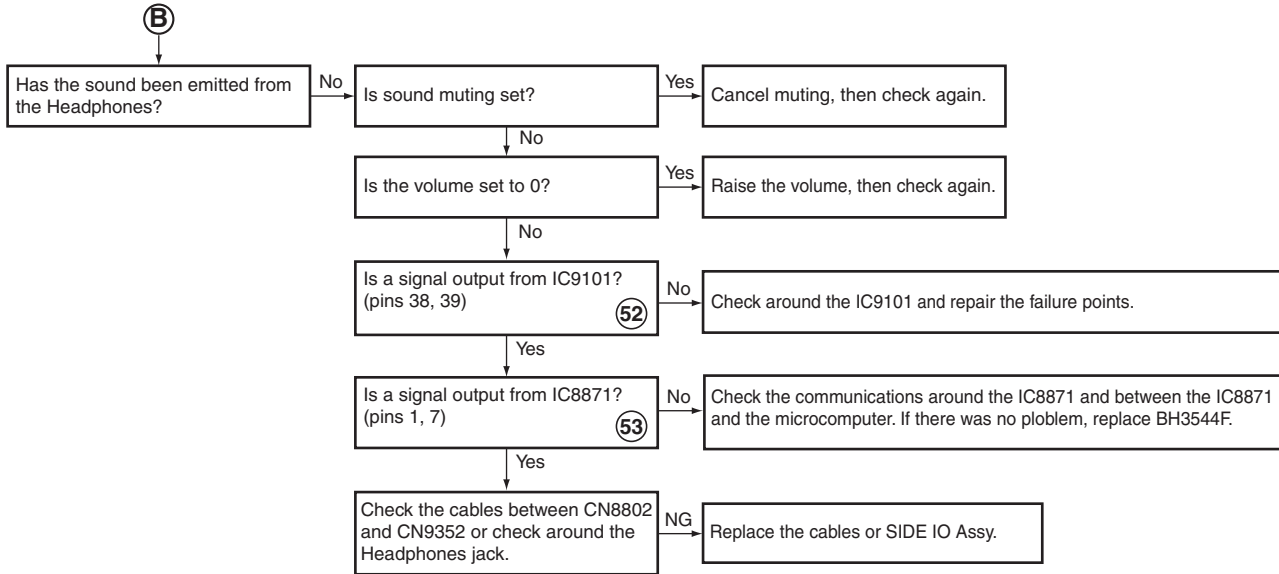 B
Has the sound been emitted from
the Headphones?
No
Is sound muting set?
Yes
Cancel muting, then check again.
No
Is the volume set to 0?
Yes
Raise the volume, then check again.
No
Is a signal output from IC9101?
(pins 38, 39)
52
No
Check around the IC9101 and repair the failure points.
Yes
Is a signal output from IC8871?
(pins 1, 7)
53
No
Check the communications around the IC8871 and between the IC8871
and the microcomputer. If there was no ploblem, replace BH3544F.
Yes
Check the cables between CN8802
and CN9352 or check around the
Headphones jack.
NG
Replace the cables or SIDE IO Assy.